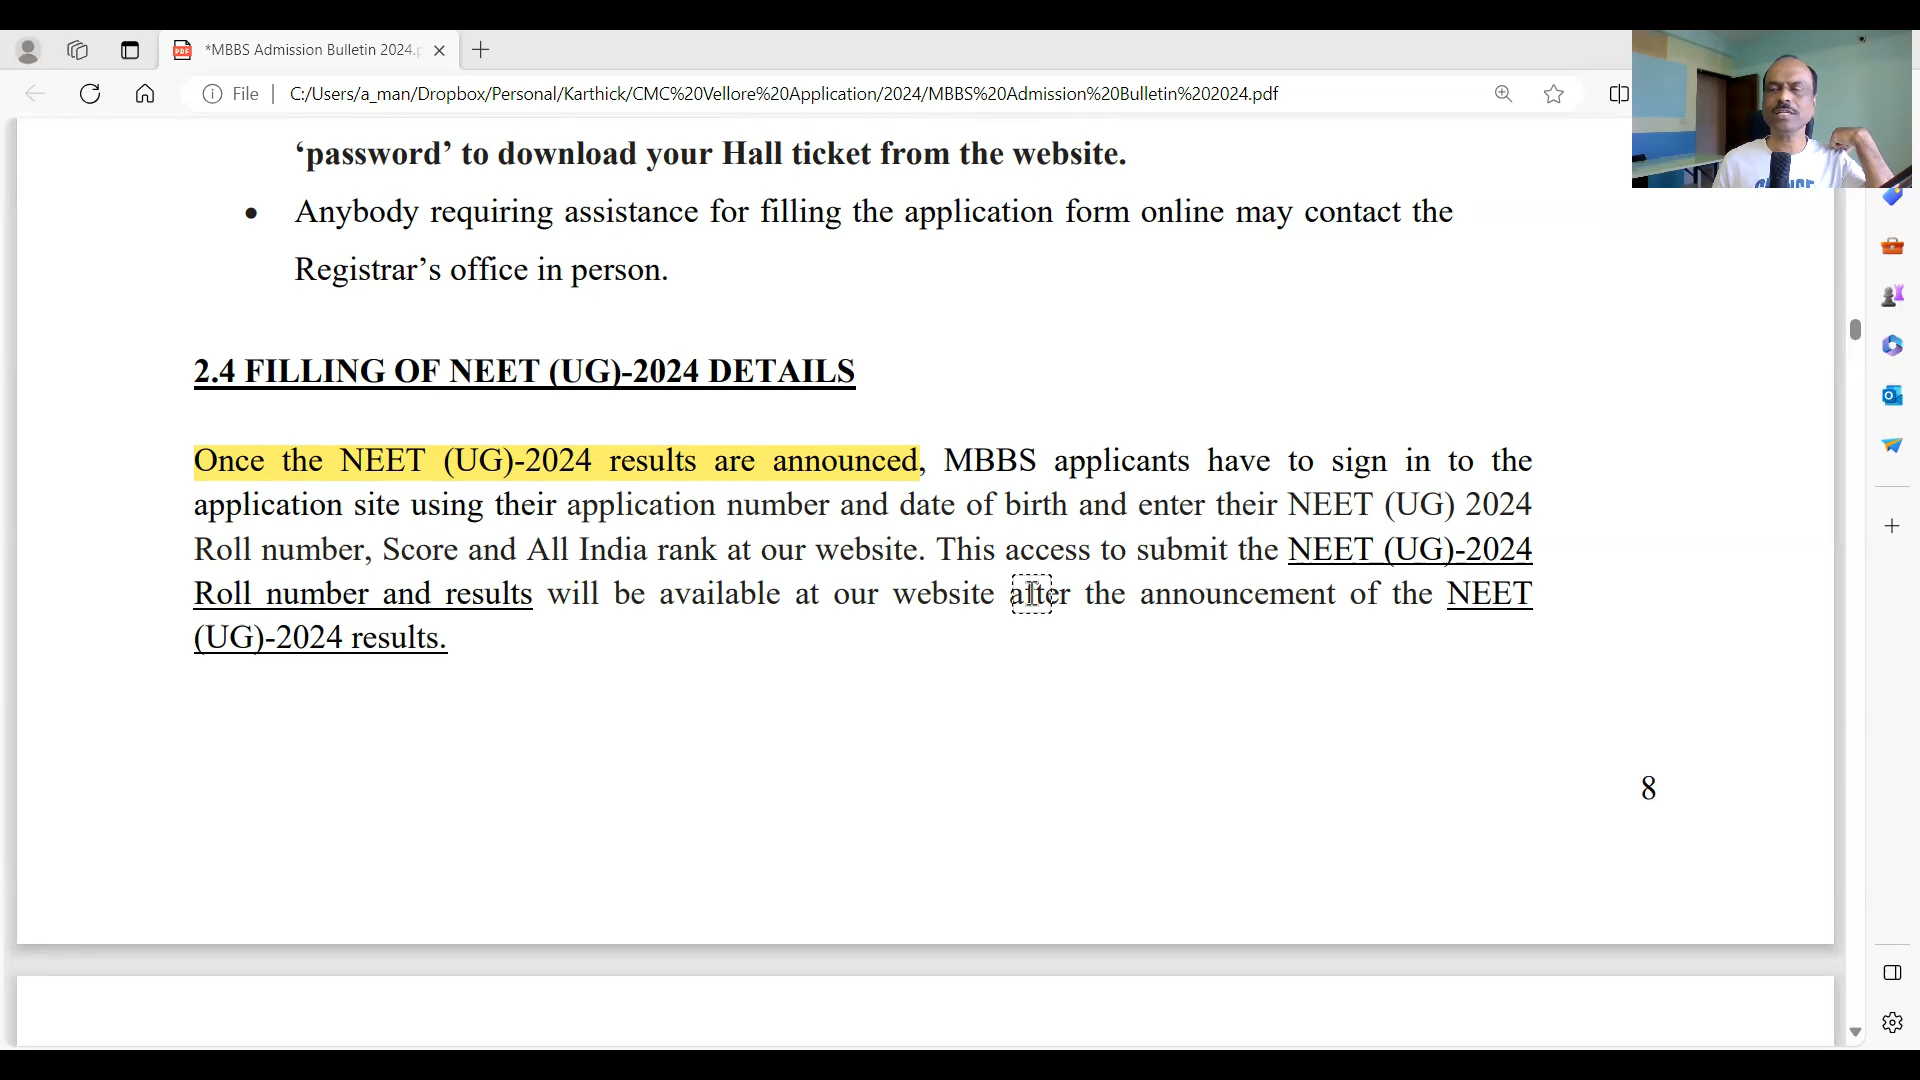 *MBBS Admission Bulletin 2024.p
File
C:/Users/a_man/Dropbox/Personal/Karthick/CMC%20Vellore%20Application/2024/MBBS%20Admission%20Bulletin%202024.pdf
‘password’ to download your Hall ticket from the website.
• Anybody requiring assistance for filling the application form online may contact the
Registrar’s office in person.
2.4 FILLING OF NEET (UG)-2024 DETAILS
Once the NEET (UG)-2024 results are announced, MBBS applicants have to sign in to the
application site using their application number and date of birth and enter their NEET (UG) 2024
Roll number, Score and All India rank at our website. This access to submit the NEET (UG)-2024
Roll number and results will be available at our website after the announcement of the NEET
(UG)-2024 results.
8